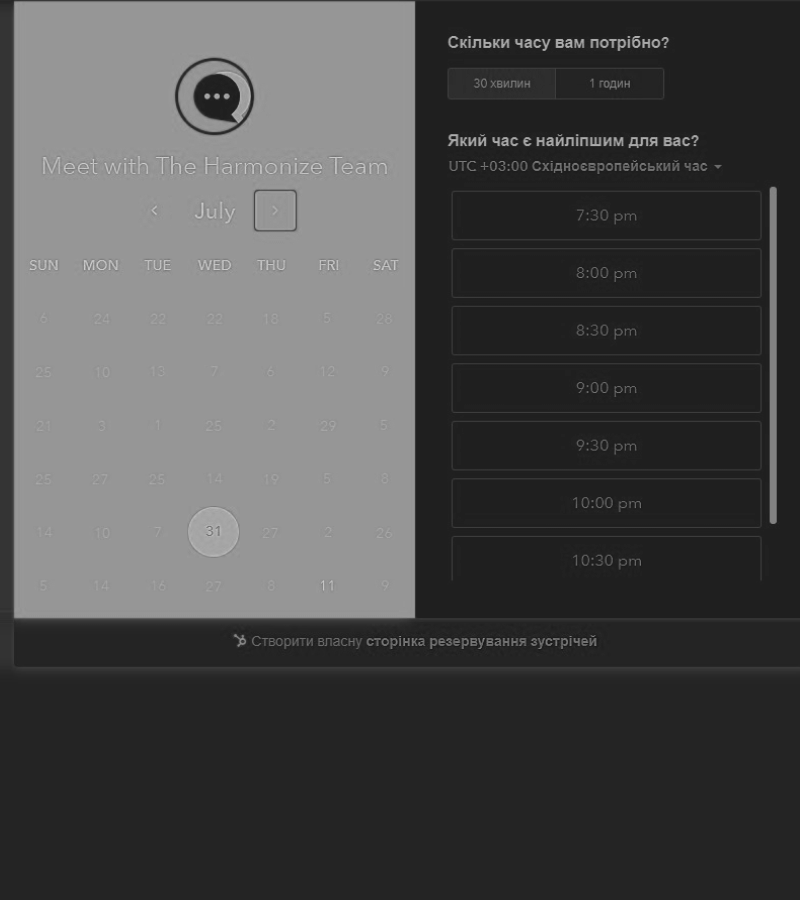 Meet with The Harmonize Team
July
SUN MON TUE WED THU FRI SAT
6 24 22 22 18 5 26
25 10 13 7 6 12 9
21 3 1 25 2 29 5
25 27 25 14 19 5 3
14 10 7 31 27 2 26
5 14 16 27 8 11 9
Скільки часу вам потрібно?
30 хвилин 1 годин
Який час є найліпшим для вас?
UTC +03:00 Східноєвропейський час
7:30 pm
8:00 pm
8:30 pm
9:00 pm
9:30 pm
10:00 pm
10:30 pm
Створити власну сторінка резервування зустрічей